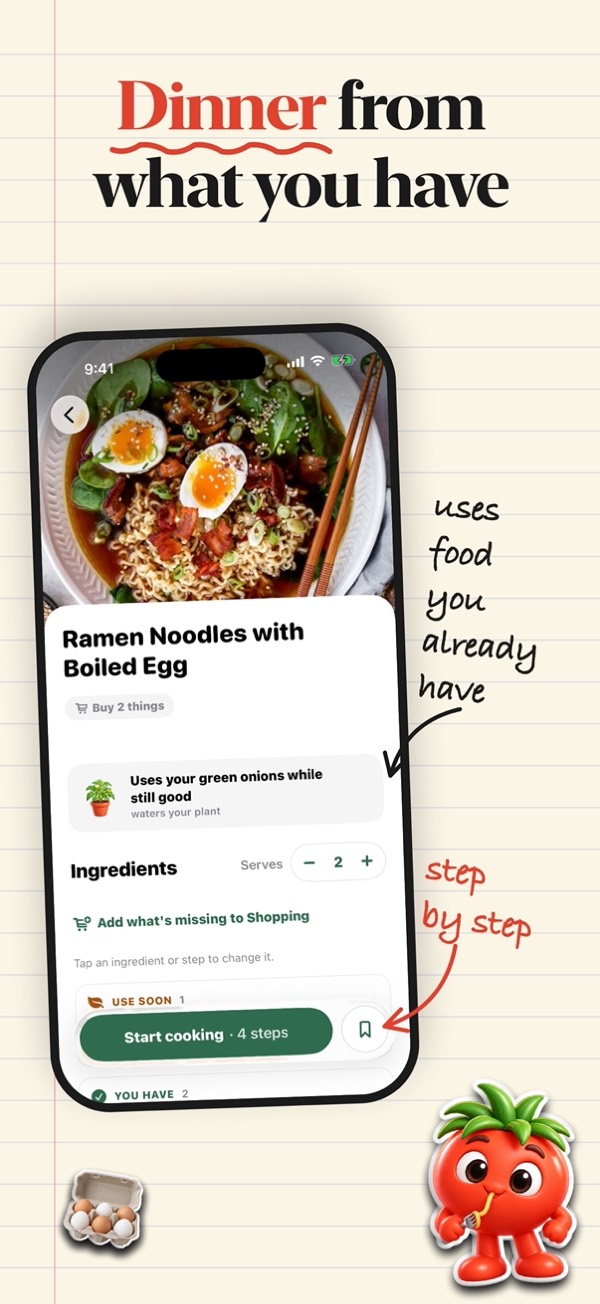 Dinner from
what you have
9:41
Ramen Noodles with
Boiled Egg
Buy 2 things
uses
food
you
already
have
Uses your green onions while
still good
waters your plant
Ingredients
Serves
2
step
by step
Add what's missing to Shopping
Tap an ingredient or step to change it.
USE SOON 1
Start cooking · 4 steps
YOU HAVE 2